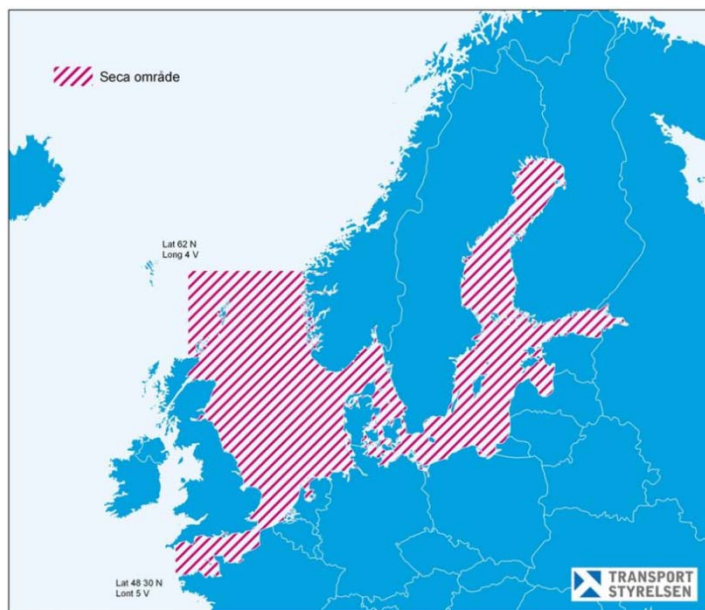 Seca område
Lat 62 N
Long 4 V
Lat 48 30 N
Lont 5 V
TRANSPORT
STYRELSEN